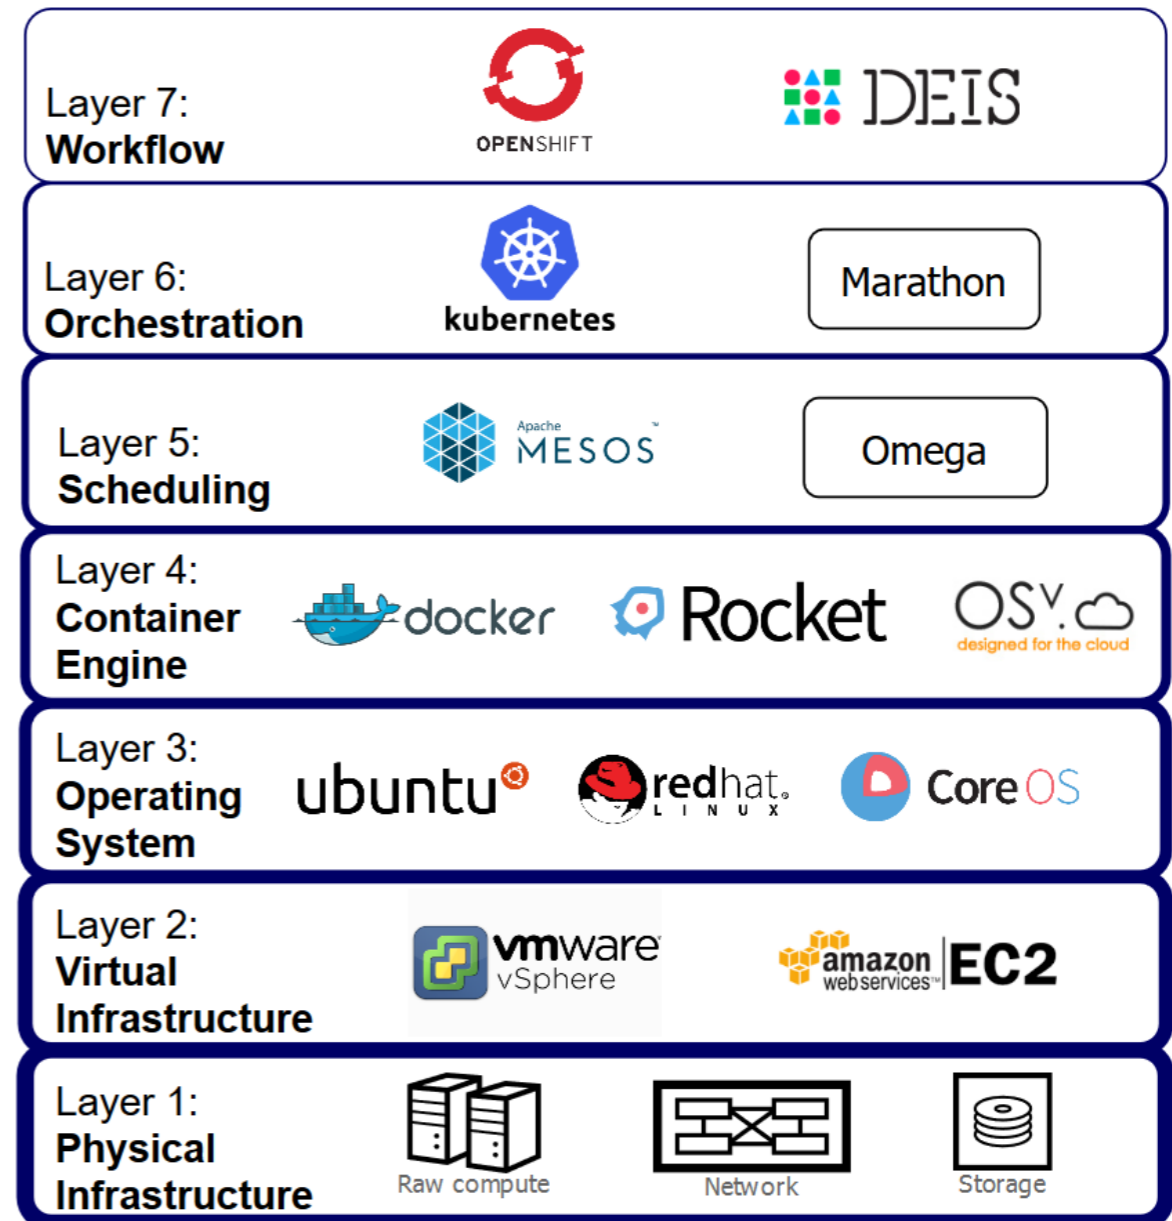 Layer 7:
Workflow
OPENSHIFT
DEIS
Layer 6:
Orchestration
kubernetes
Marathon
Layer 5:
Scheduling
Apache
MESOS™
Omega
Layer 4:
Container
Engine
docker
Rocket
OSv
designed for the cloud
Layer 3:
Operating
System
ubuntu
redhat.
LINUX
CoreOS
Layer 2:
Virtual
Infrastructure
vmware
vSphere
amazon
webservices™
EC2
Layer 1:
Physical
Infrastructure
Raw compute
Network
Storage